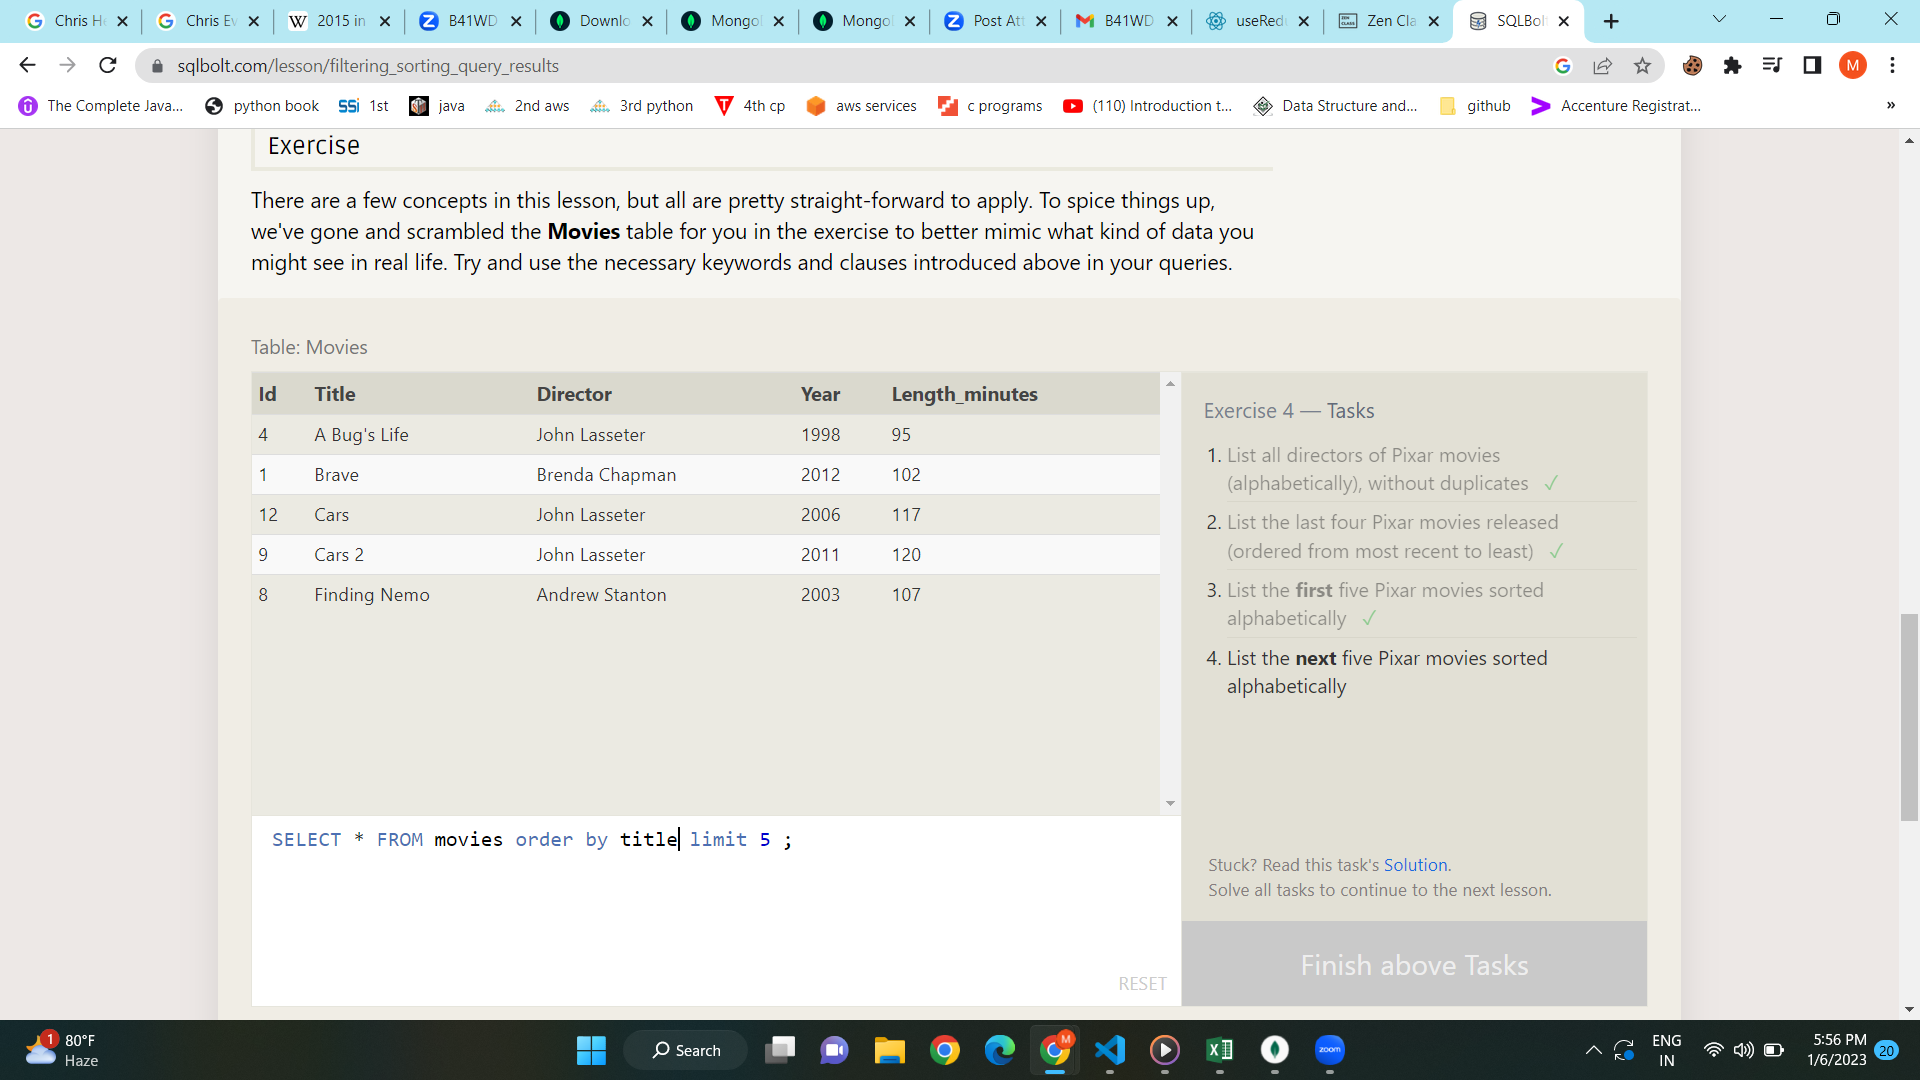 Chris H
Chris Ev
2015 in
B41WD
Downlo
Mongo
Mongo
Post Att
B41WD
useRed
Zen Cla
SQLBolt
sqlbolt.com/lesson/filtering_sorting_query_results
M
The Complete Java...
python book
SSi 1st
java
2nd aws
3rd python
4th cp
aws services
c programs
(110) Introduction t...
Data Structure and...
github
Accenture Registrat...
»
Exercise
There are a few concepts in this lesson, but all are pretty straight-forward to apply. To spice things up,
we've gone and scrambled the Movies table for you in the exercise to better mimic what kind of data you
might see in real life. Try and use the necessary keywords and clauses introduced above in your queries.
Table: Movies
Id Title Director Year Length_minutes
4 A Bug's Life John Lasseter 1998 95
1 Brave Brenda Chapman 2012 102
12 Cars John Lasseter 2006 117
9 Cars 2 John Lasseter 2011 120
8 Finding Nemo Andrew Stanton 2003 107
SELECT * FROM movies order by title limit 5 ;
RESET
Exercise 4 — Tasks
1. List all directors of Pixar movies
(alphabetically), without duplicates ✓
2. List the last four Pixar movies released
(ordered from most recent to least) ✓
3. List the first five Pixar movies sorted
alphabetically ✓
4. List the next five Pixar movies sorted
alphabetically
Stuck? Read this task's Solution.
Solve all tasks to continue to the next lesson.
Finish above Tasks
1
80°F
Haze
Search
M
zoom
ENG
IN
5:56 PM
1/6/2023
20